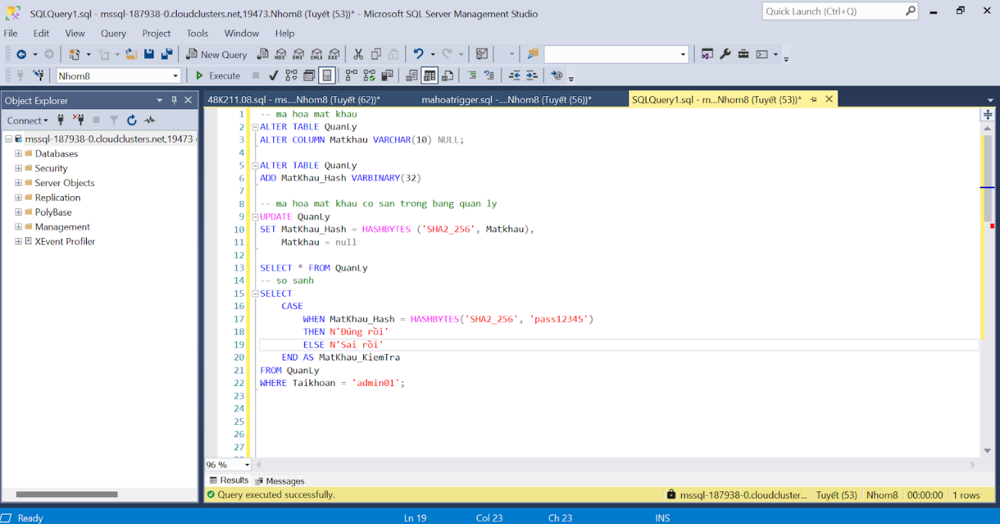 SQLQuery1.sql - mssql-187938-0.cloudclusters.net,19473.Nhom8 (Tuyết (53))* - Microsoft SQL Server Management Studio
Quick Launch (Ctrl+Q)
File Edit View Query Project Tools Window Help
New Query MDX DMX XMLA DAX
Nhom8 Execute
Object Explorer
Connect
mssql-187938-0.cloudclusters.net,19473
Databases
Security
Server Objects
Replication
PolyBase
Management
XEvent Profiler
48K211.08.sql - ms....Nhom8 (Tuyết (62))* mahoatrigger.sql -....Nhom8 (Tuyết (56))* SQLQuery1.sql - m...Nhom8 (Tuyết (53))*
1 -- ma hoa mat khau
2 ALTER TABLE QuanLy
3 ALTER COLUMN Matkhau VARCHAR(10) NULL;
4
5 ALTER TABLE QuanLy
6 ADD MatKhau_Hash VARBINARY(32)
7
8 -- ma hoa mat khau co san trong bang quan ly
9 UPDATE QuanLy
10 SET MatKhau_Hash = HASHBYTES ('SHA2_256', Matkhau),
11 Matkhau = null
12
13 SELECT * FROM QuanLy
14 -- so sanh
15 SELECT
16 CASE
17 WHEN MatKhau_Hash = HASHBYTES('SHA2_256', 'pass12345')
18 THEN N'Đúng rồi'
19 ELSE N'Sai rồi'
20 END AS MatKhau_KiemTra
21 FROM QuanLy
22 WHERE Taikhoan = 'admin01';
23
24
25
26
27
96 %
Results Messages
Query executed successfully. mssql-187938-0.cloudcluster... Tuyết (53) Nhom8 00:00:00 1 rows
Ready Ln 19 Col 23 Ch 23 INS